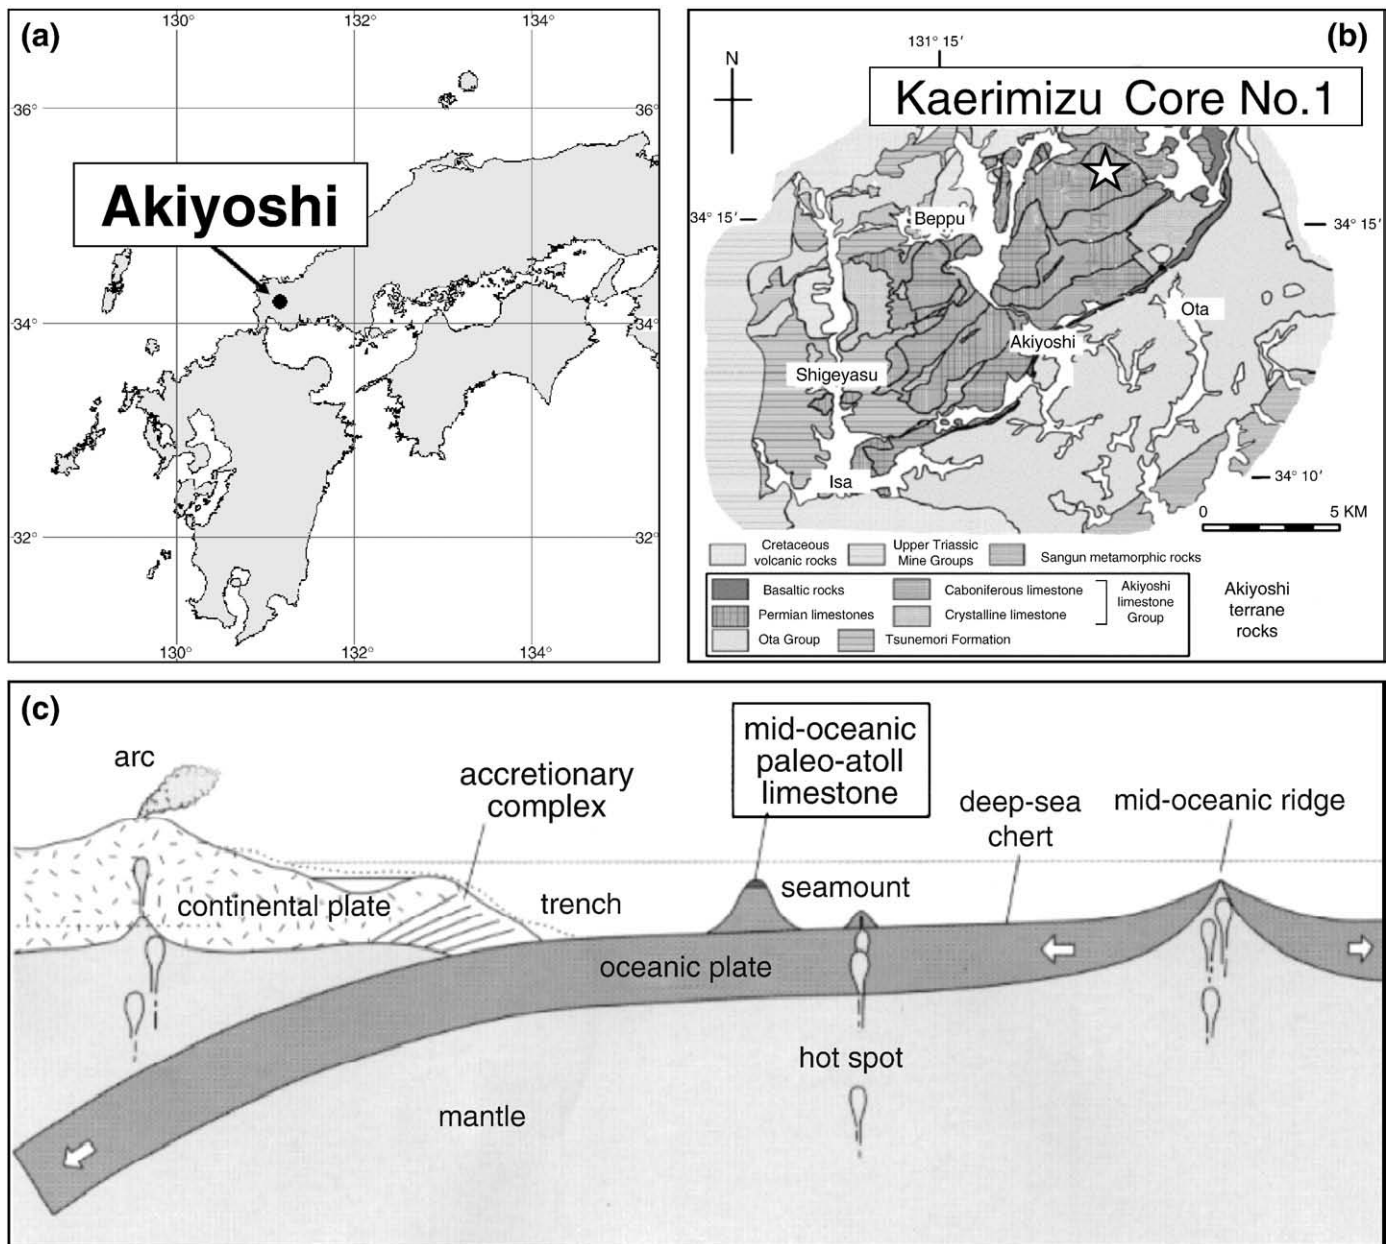 (a)
130°
132°
134°
36°
36°
Akiyoshi
34°
34°
32°
32°
130°
132°
134°
(b)
131° 15′
N
Kaerimizu Core No.1
34° 15′
34° 15′
Beppu
Ota
Akiyoshi
Shigeyasu
Isa
34° 10′
0 5 KM
Cretaceous
volcanic rocks
Upper Triassic
Mine Groups
Sangun metamorphic rocks
Basaltic rocks
Caboniferous limestone
Permian limestones
Crystalline limestone
Akiyoshi
limestone
Group
Ota Group
Tsunemori Formation
Akiyoshi
terrane
rocks
(c)
arc
accretionary
complex
mid-oceanic
paleo-atoll
limestone
deep-sea
chert
mid-oceanic ridge
continental plate
trench
seamount
oceanic plate
hot spot
mantle